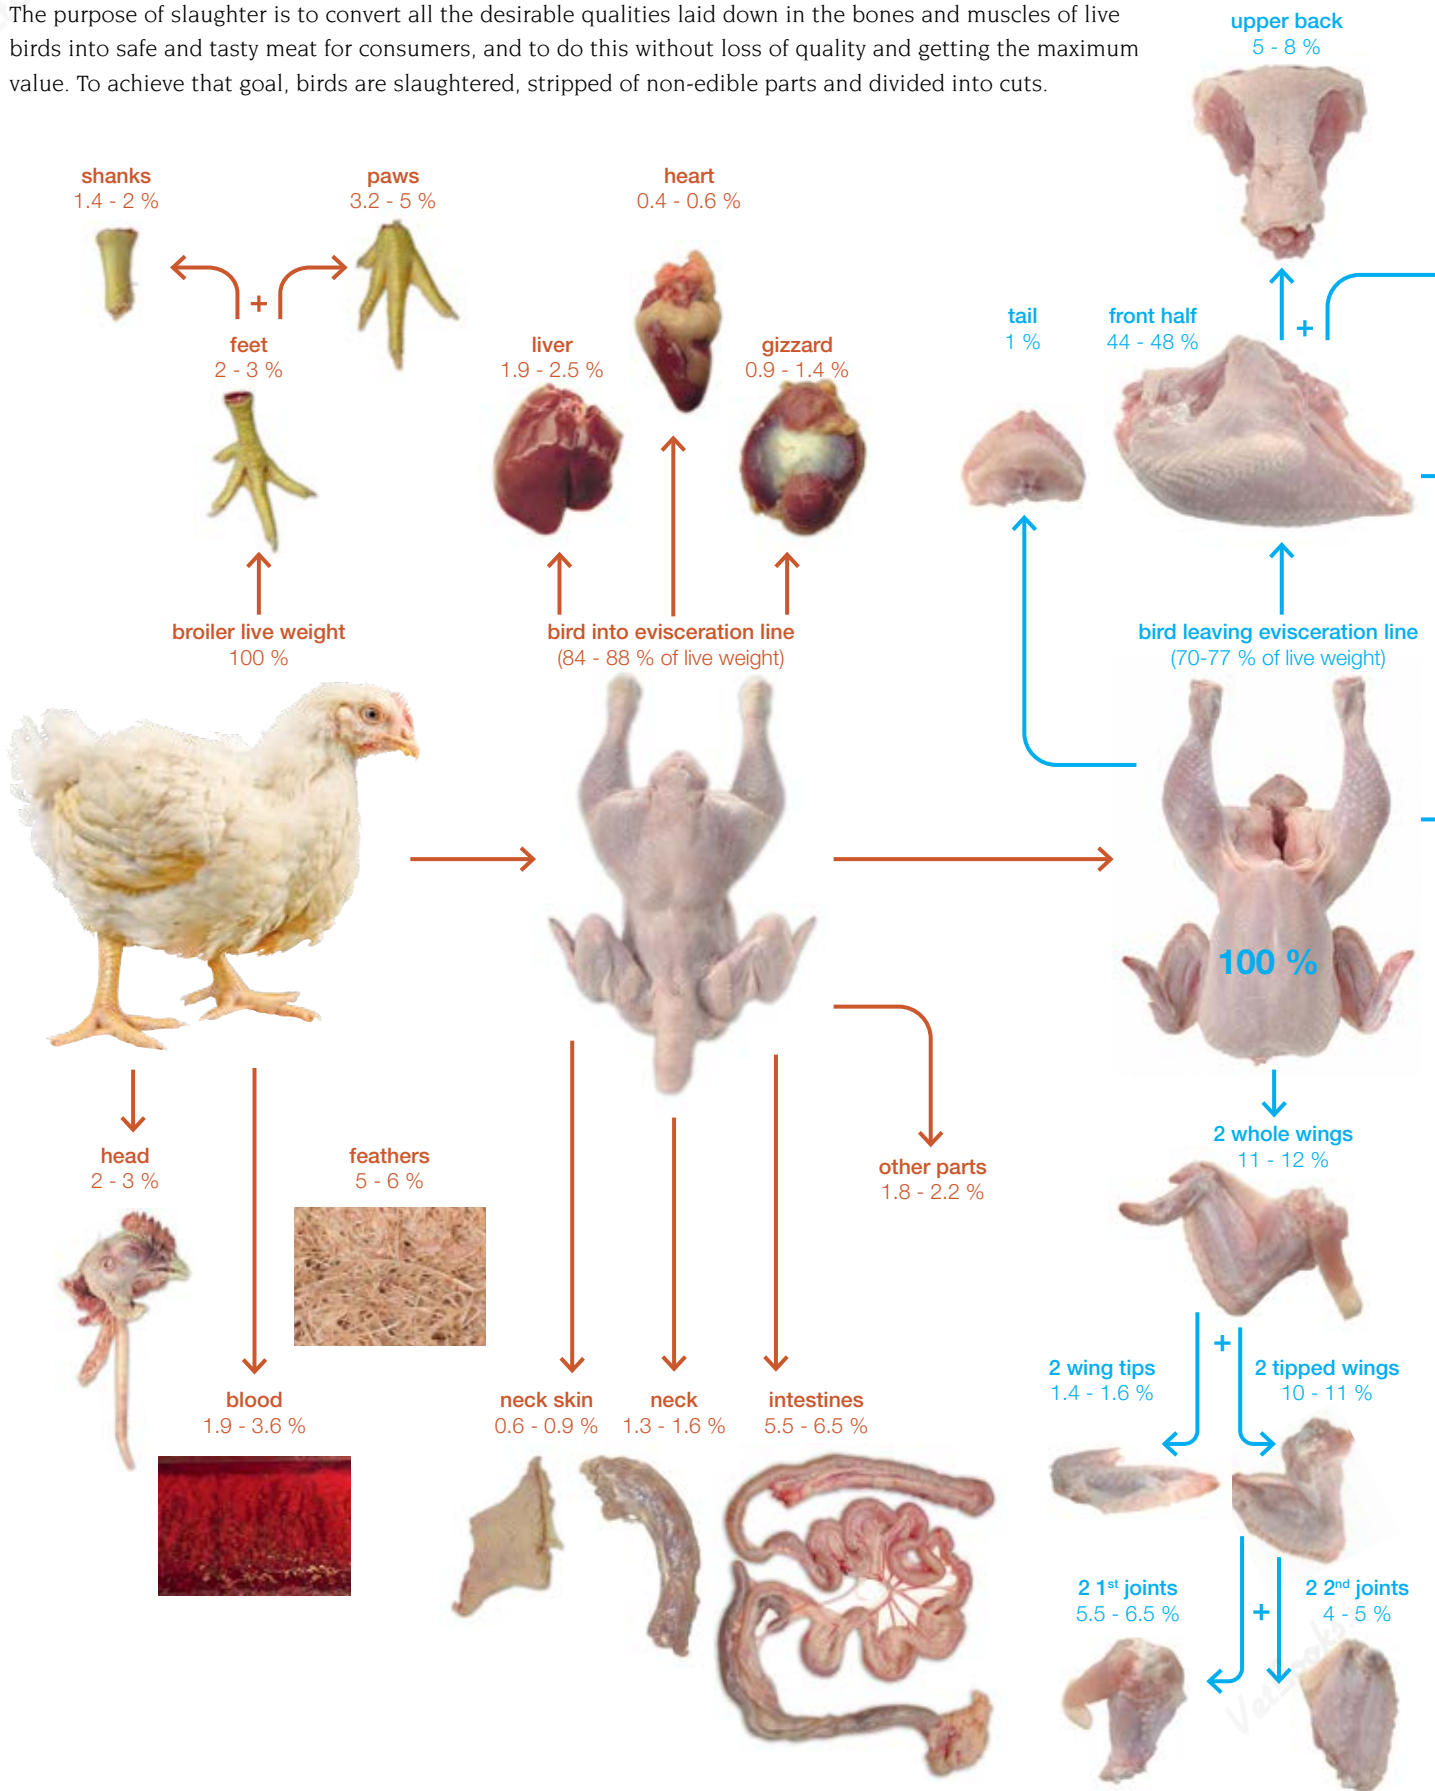 The purpose of slaughter is to convert all the desirable qualities laid down in the bones and muscles of live
birds into safe and tasty meat for consumers, and to do this without loss of quality and getting the maximum
value. To achieve that goal, birds are slaughtered, stripped of non-edible parts and divided into cuts.
upper back
5 - 8 %
shanks
1.4 - 2 %
paws
3.2 - 5 %
heart
0.4 - 0.6 %
+
feet
2 - 3 %
liver
1.9 - 2.5 %
gizzard
0.9 - 1.4 %
tail
1 %
front half
44 - 48 %
+
broiler live weight
100 %
bird into evisceration line
(84 - 88 % of live weight)
bird leaving evisceration line
(70-77 % of live weight)
100 %
head
2 - 3 %
feathers
5 - 6 %
other parts
1.8 - 2.2 %
2 whole wings
11 - 12 %
blood
1.9 - 3.6 %
neck skin
0.6 - 0.9 %
neck
1.3 - 1.6 %
intestines
5.5 - 6.5 %
+
2 wing tips
1.4 - 1.6 %
2 tipped wings
10 - 11 %
2 1st joints
5.5 - 6.5 %
+
2 2nd joints
4 - 5 %